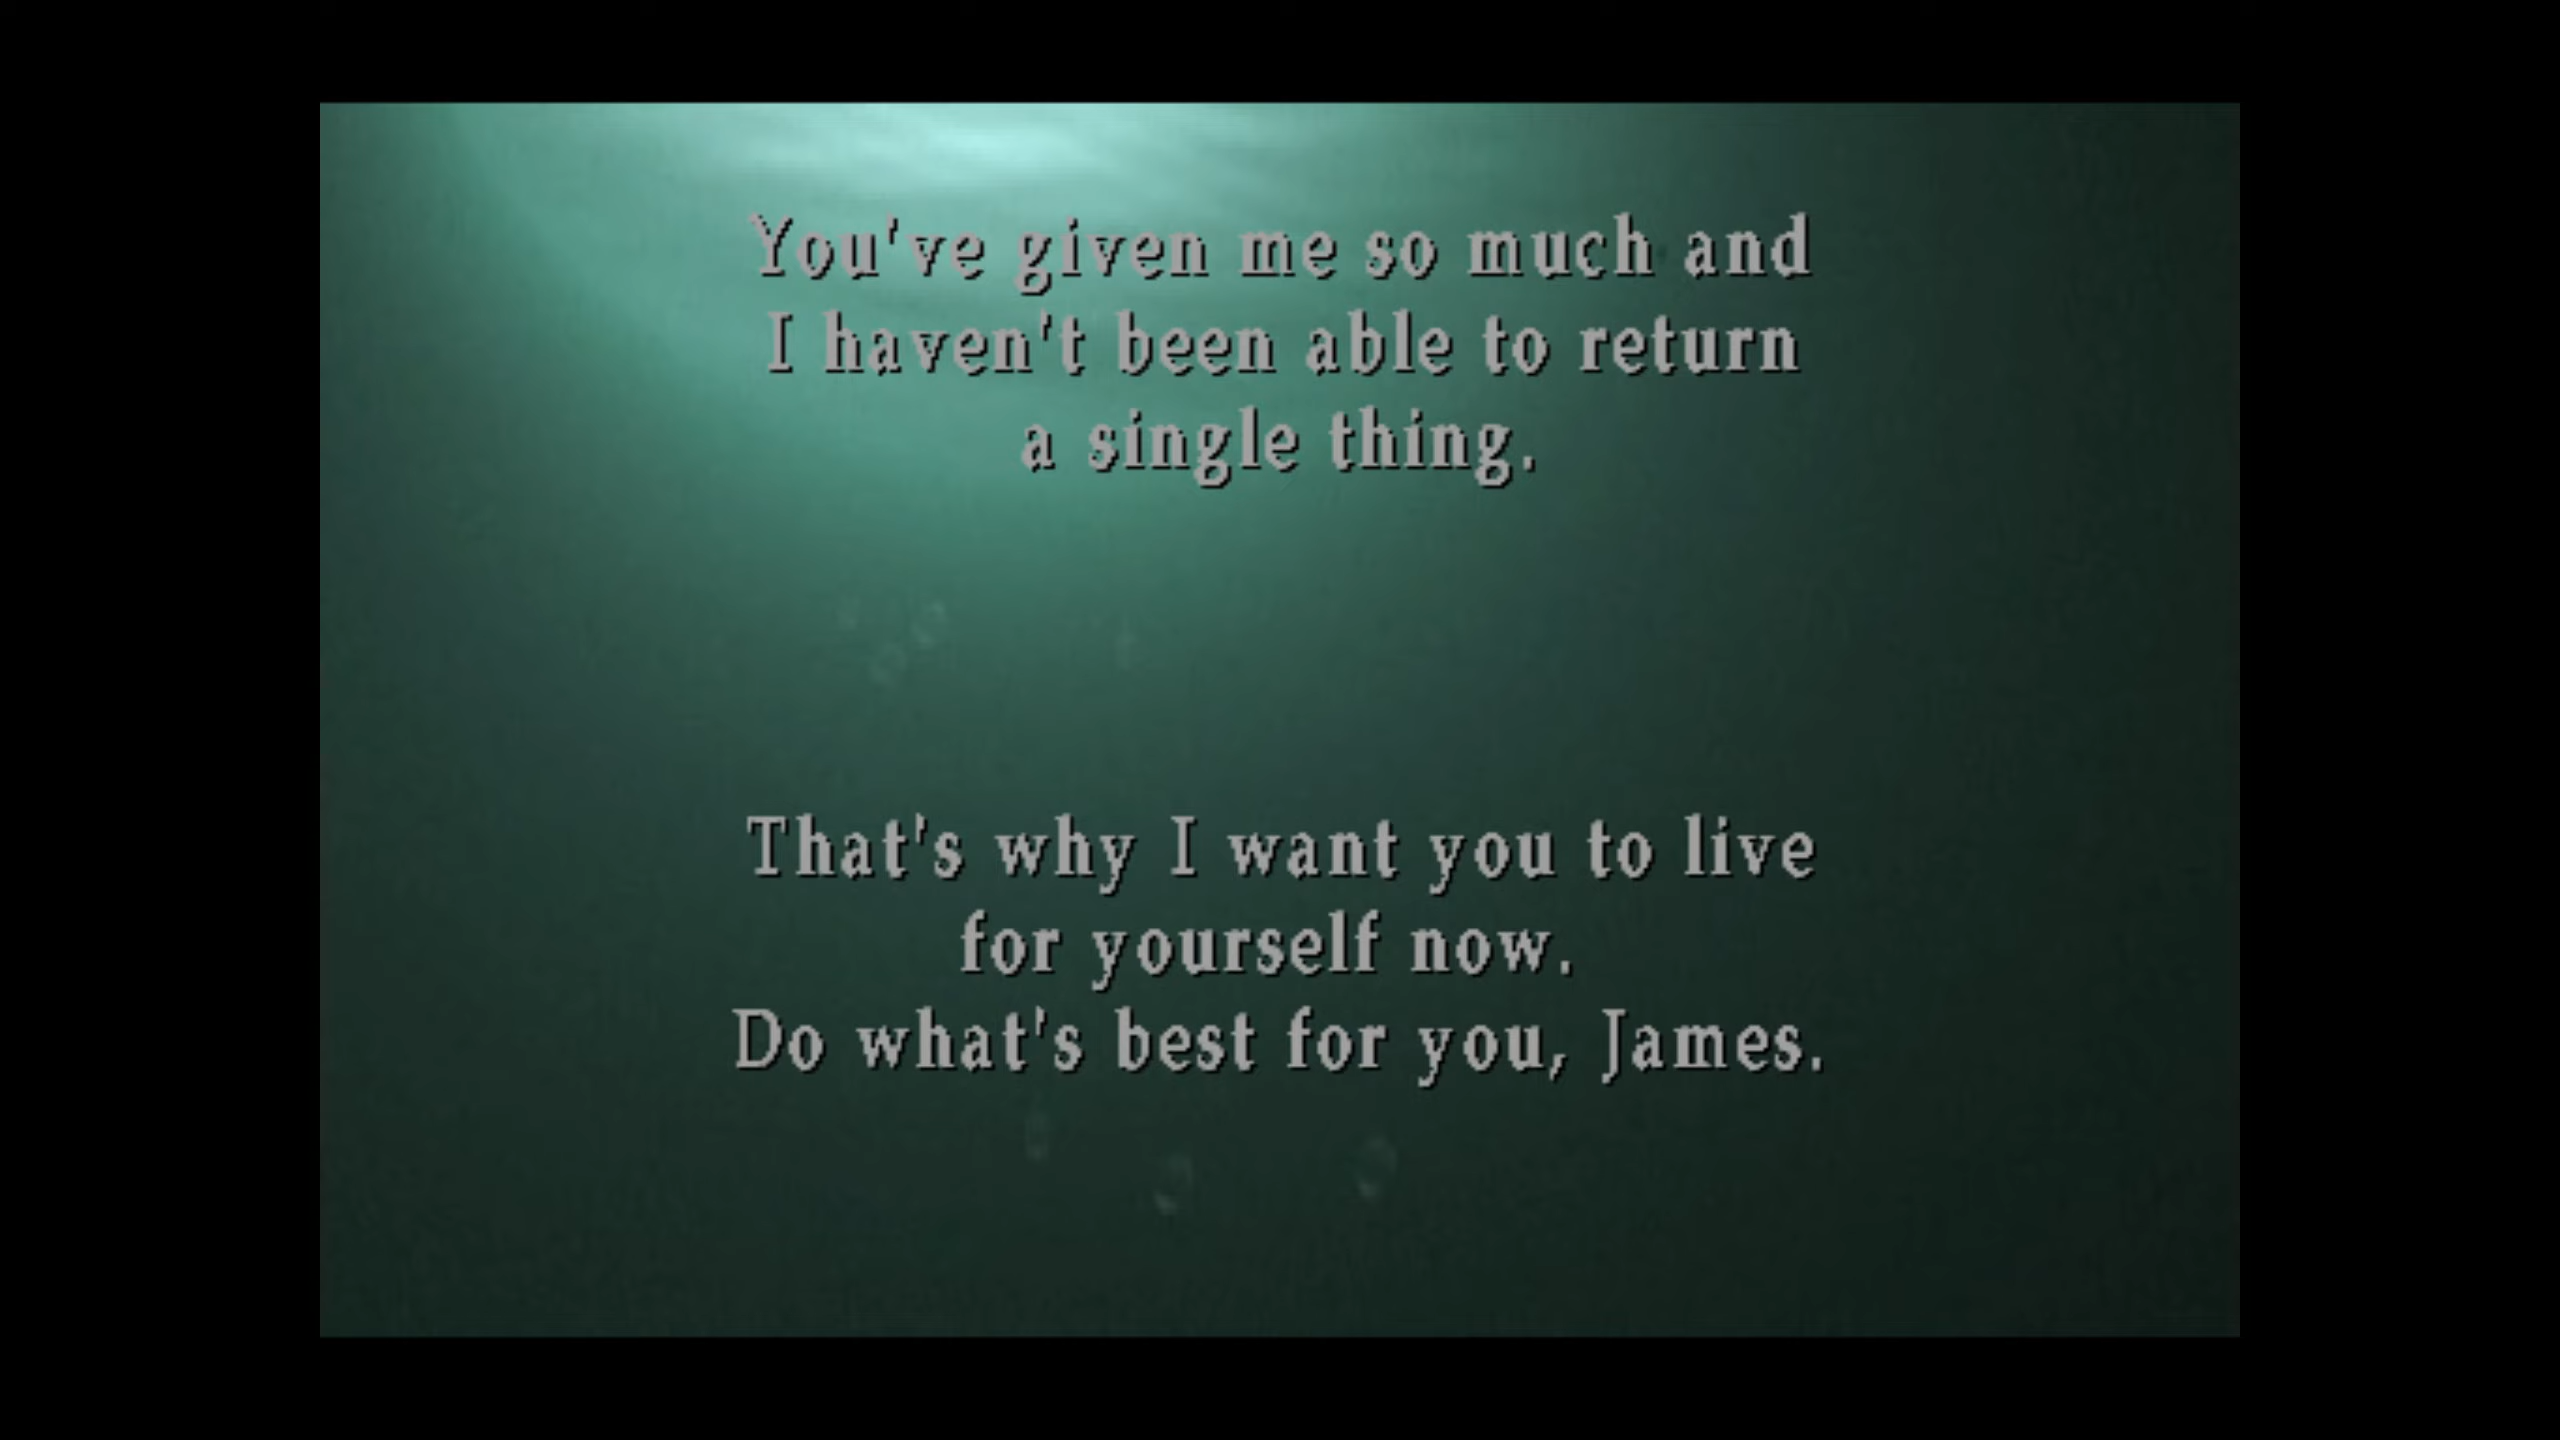 You've given me so much and
I haven't been able to return
a single thing.
That's why I want you to live
for yourself now.
Do what's best for you, James.